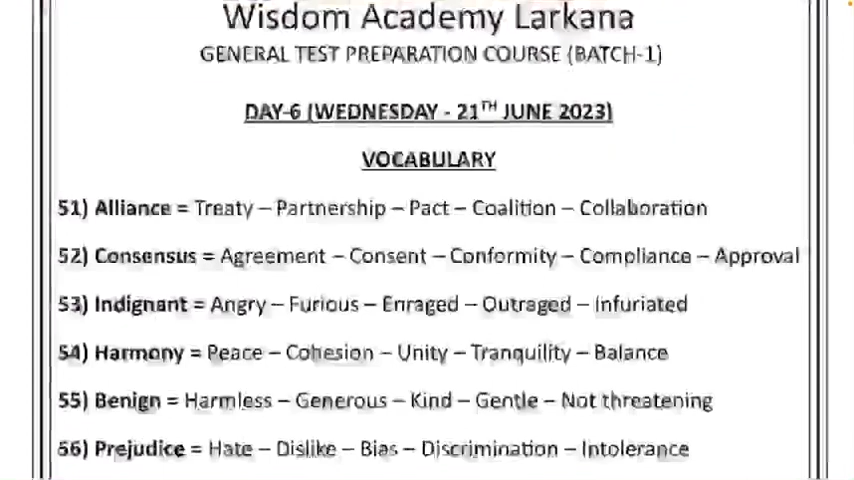 Wisdom Academy Larkana
GENERAL TEST PREPARATION COURSE (BATCH-1)
DAY-6 (WEDNESDAY - 21TH JUNE 2023)
VOCABULARY
51) Alliance = Treaty – Partnership – Pact – Coalition – Collaboration
52) Consensus = Agreement – Consent – Conformity – Compliance – Approval
53) Indignant = Angry – Furious – Enraged – Outraged – Infuriated
54) Harmony = Peace – Cohesion – Unity – Tranquility – Balance
55) Benign = Harmless – Generous – Kind – Gentle – Not threatening
56) Prejudice = Hate – Dislike – Bias – Discrimination – Intolerance